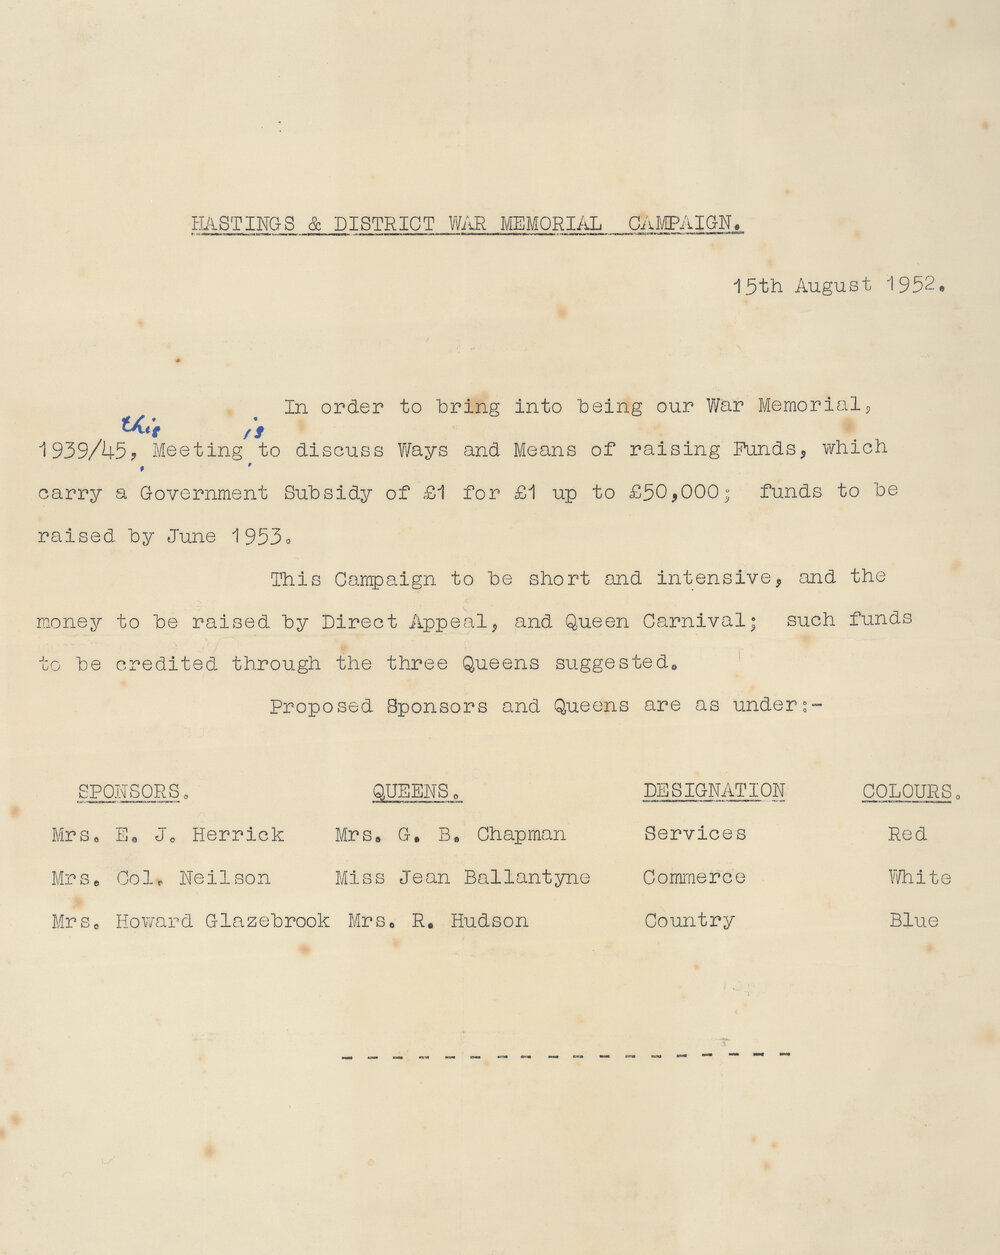 HASTINGS & DISTRICT WAR MEMORIAL CAMPAIGN.
15th August 1952.
In order to bring into being our War Memorial,
this is
1939/45, Meeting to discuss Ways and Means of raising Funds, which
carry a Government Subsidy of £1 for £1 up to £50,000; funds to be
raised by June 1953.
This Campaign to be short and intensive, and the
money to be raised by Direct Appeal, and Queen Carnival; such funds
to be credited through the three Queens suggested.
Proposed Sponsors and Queens are as under:-
SPONSORS. QUEENS. DESIGNATION COLOURS.
Mrs. E. J. Herrick Mrs. G. B. Chapman Services Red
Mrs. Col. Neilson Miss Jean Ballantyne Commerce White
Mrs. Howard Glazebrook Mrs. R. Hudson Country Blue
- - - - - - - - - - - - - - - - - -